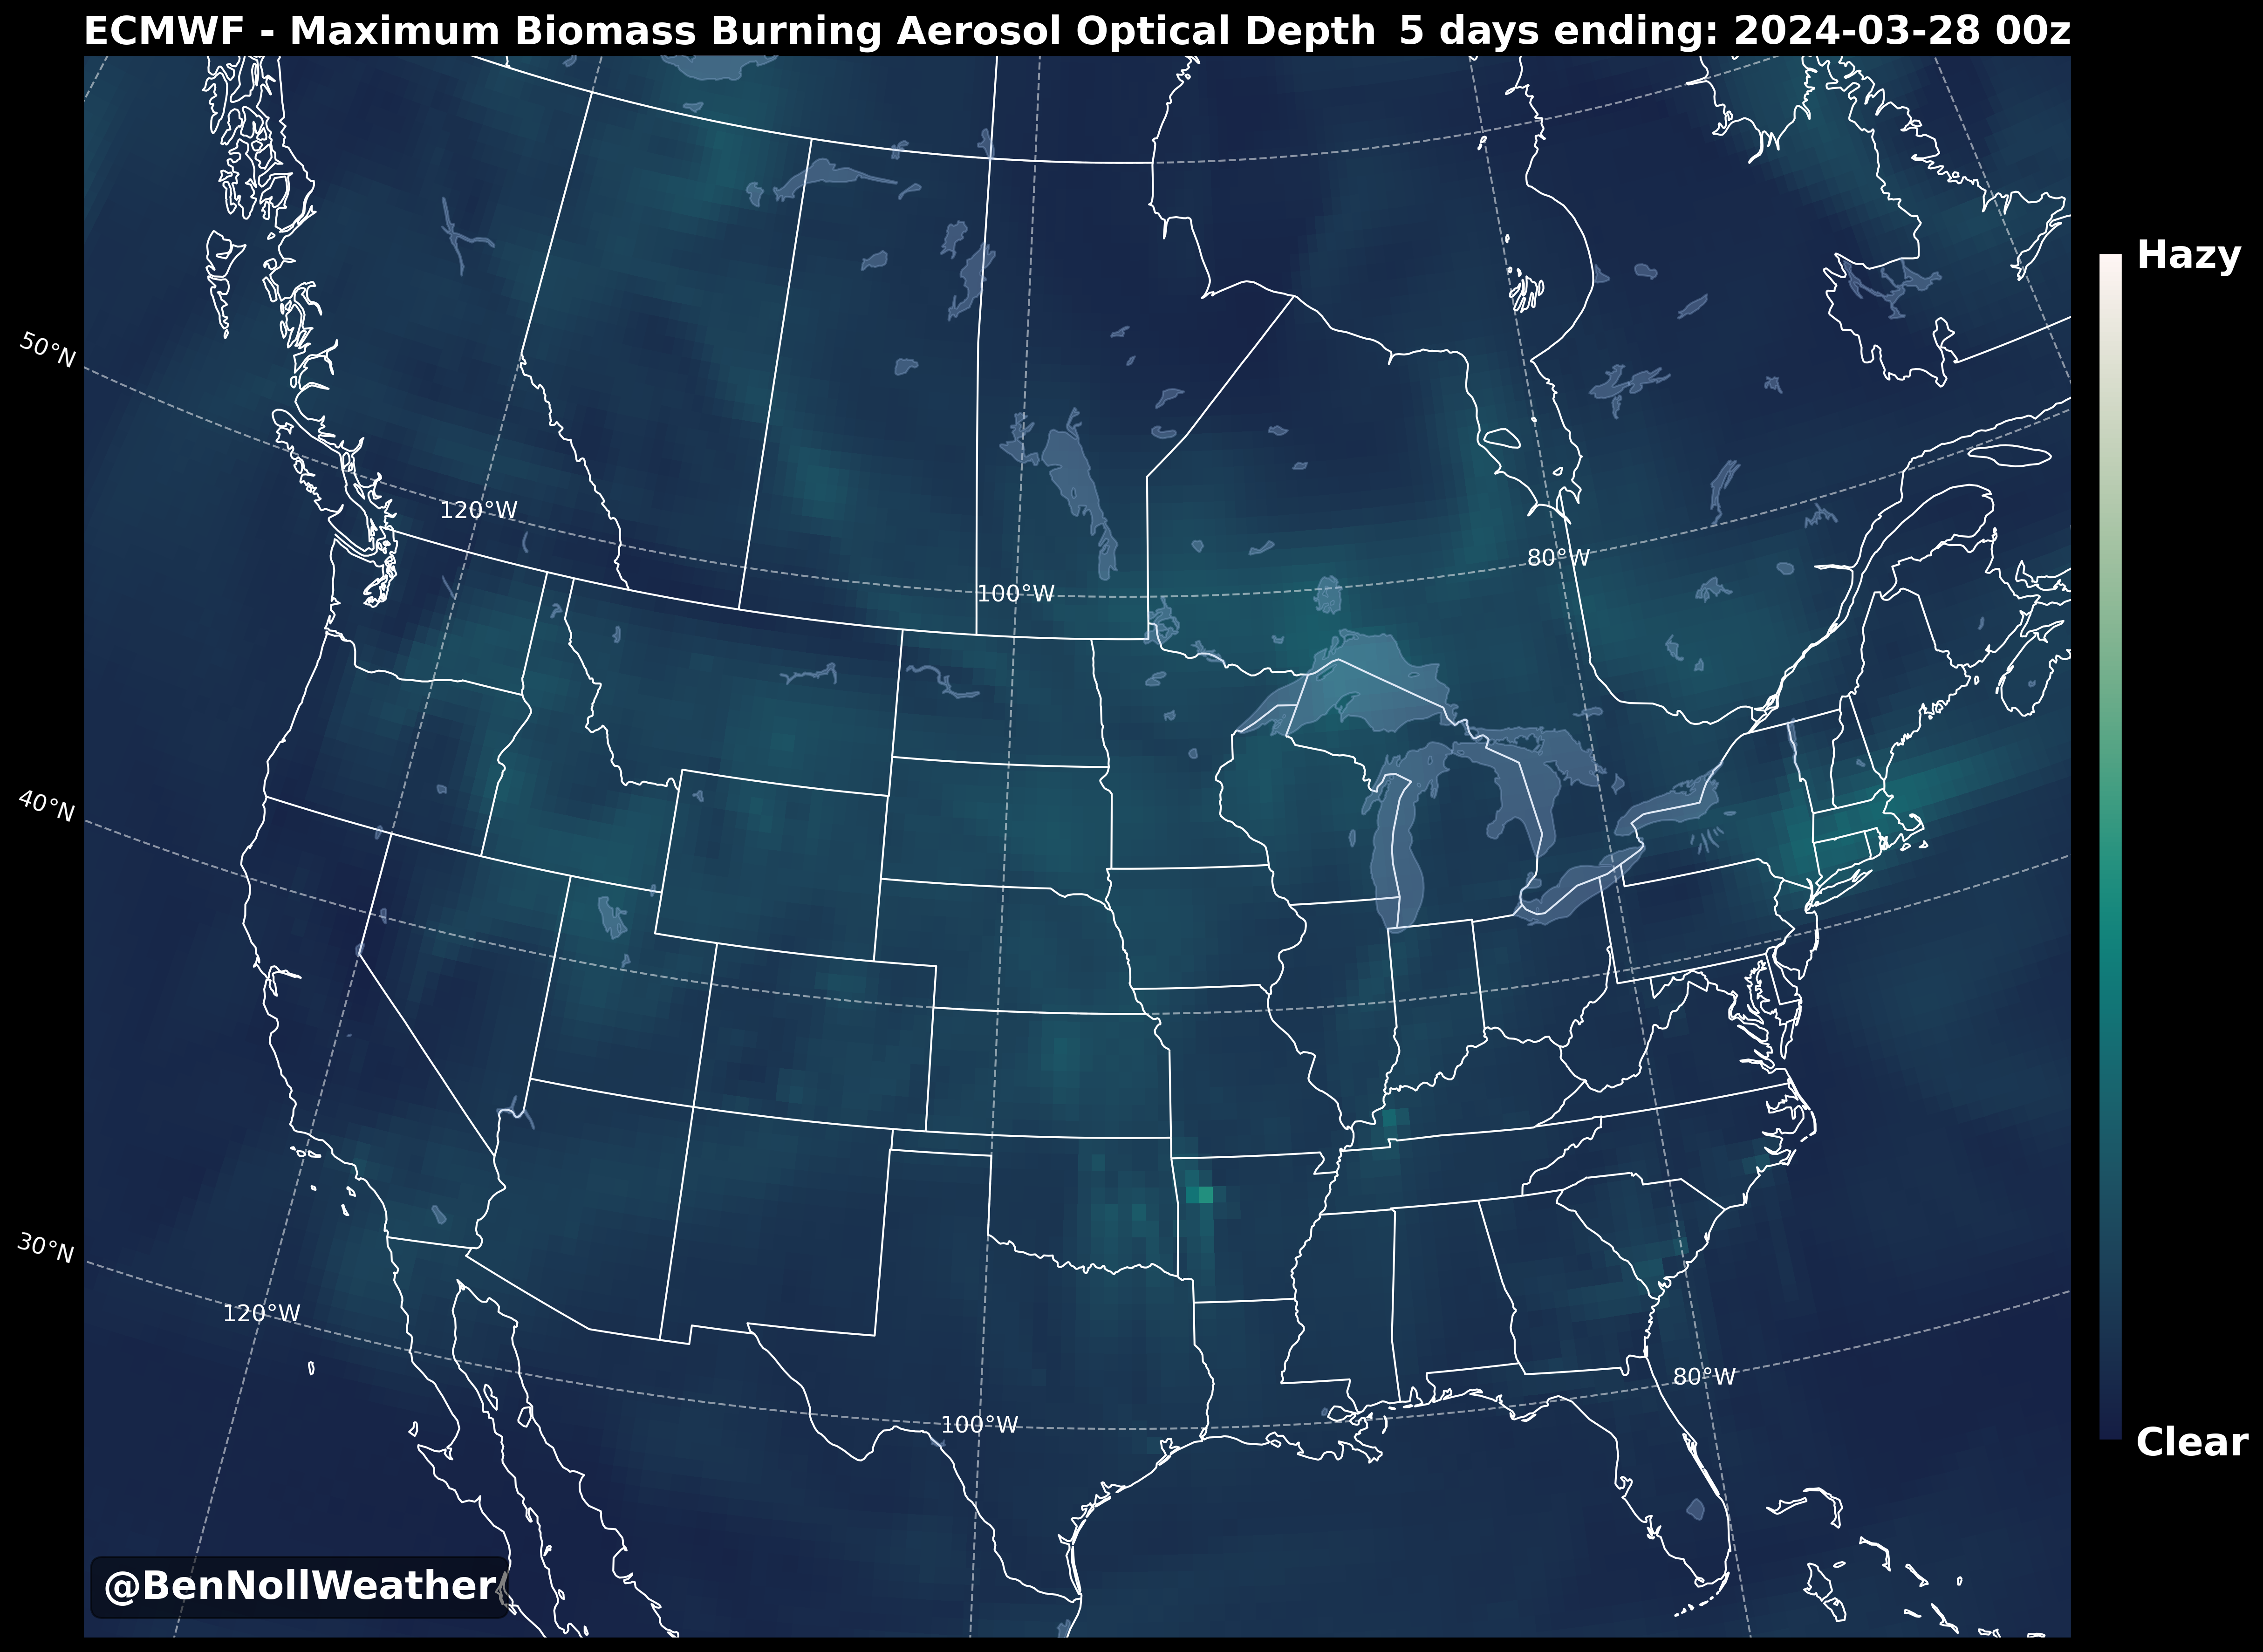 ECMWF - Maximum Biomass Burning Aerosol Optical Depth 5 days ending: 2024-03-28 00z
Hazy
50°N
120°W
80°W
100°W
40°N
30°N
120°W
80°W
100°W
Clear
@BenNollWeather